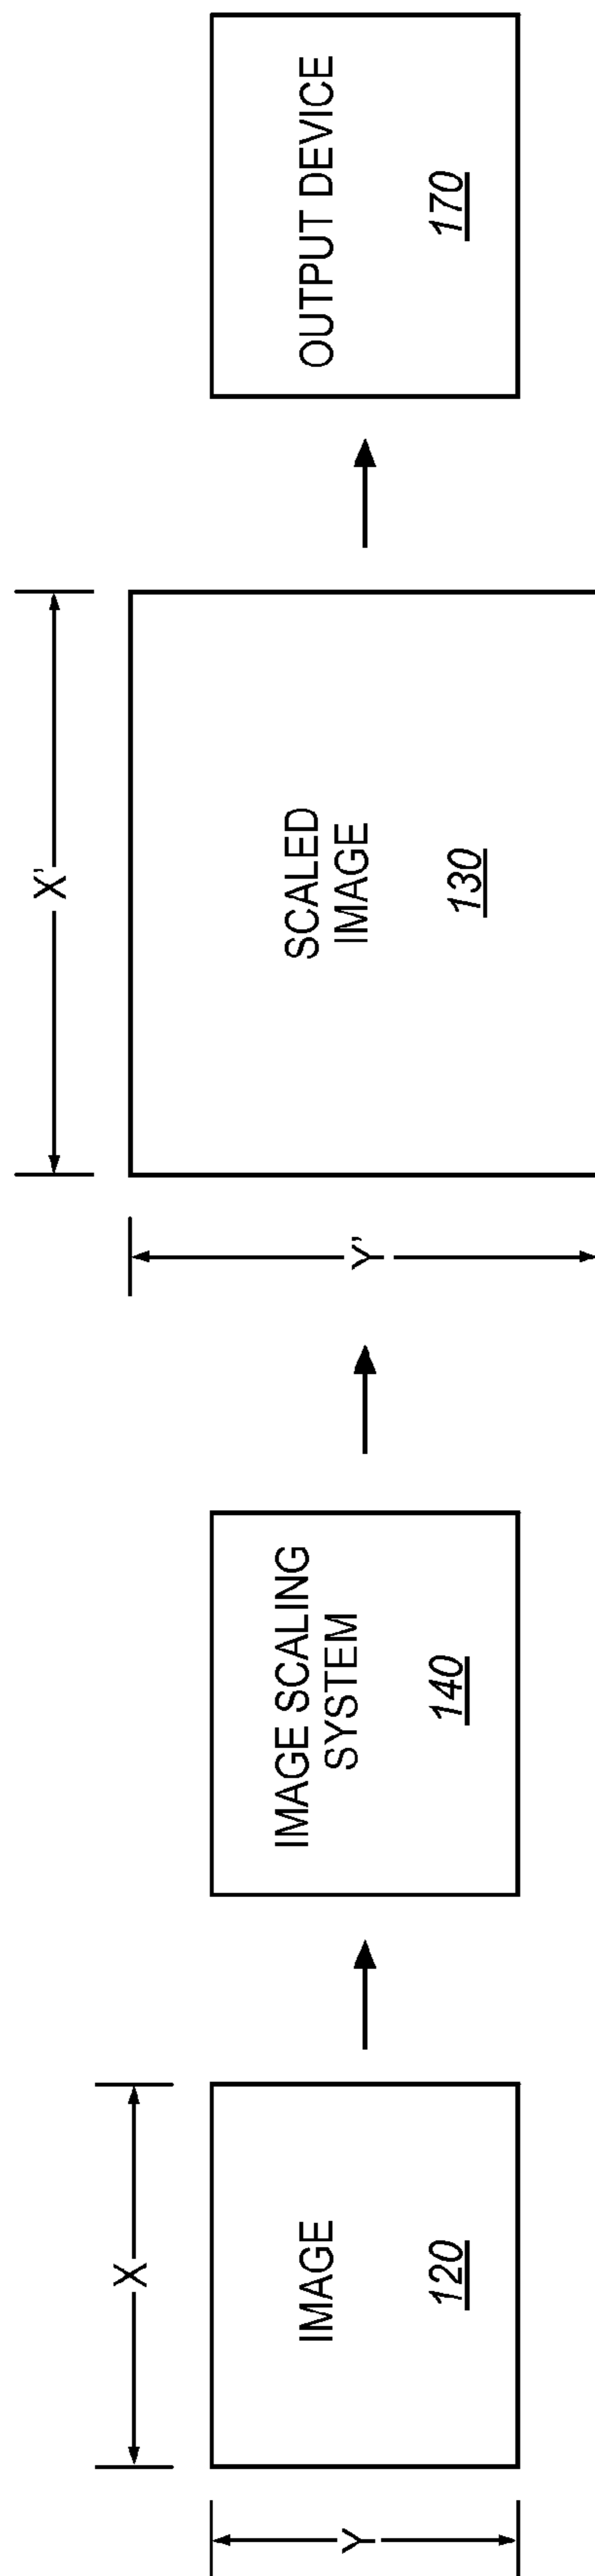 X
Y
IMAGE
120
IMAGE SCALING
SYSTEM
140
X'
Y'
SCALED
IMAGE
130
OUTPUT DEVICE
170